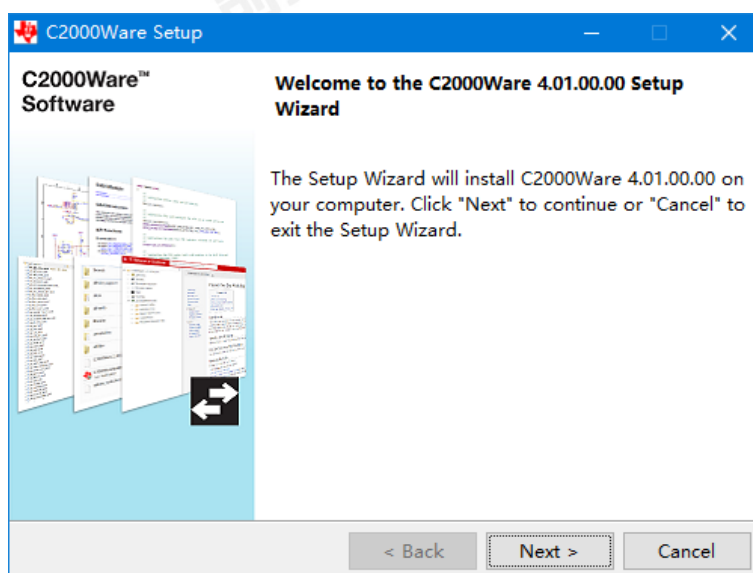 C2000Ware Setup
C2000Ware™
Software
Welcome to the C2000Ware 4.01.00.00 Setup
Wizard
The Setup Wizard will install C2000Ware 4.01.00.00 on
your computer. Click "Next" to continue or "Cancel" to
exit the Setup Wizard.
< Back
Next >
Cancel